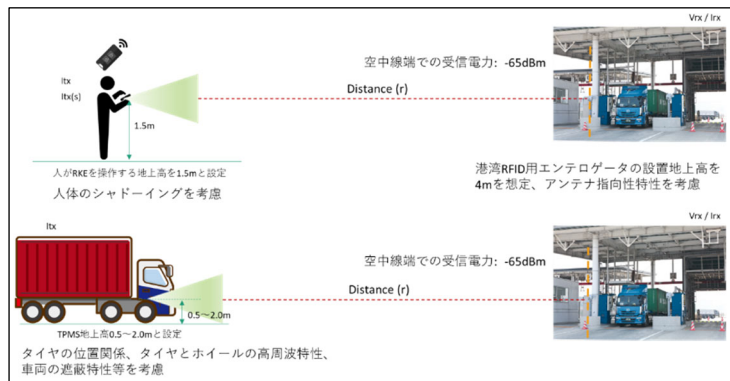 Vrx / Irx
空中線端での受信電力: -65dBm
Itx
Itx(s)
Distance (r)
1.5m
人がRKEを操作する地上高を1.5mと設定
人体のシャドーイングを考慮
港湾RFID用エンテロゲータの設置地上高を
4mを想定、アンテナ指向性特性を考慮
Itx
Vrx / Irx
空中線端での受信電力: -65dBm
Distance (r)
0.5～2.0m
TPMS地上高0.5～2.0mと設定
タイヤの位置関係、タイヤとホイールの高周波特性、
車両の遮蔽特性等を考慮